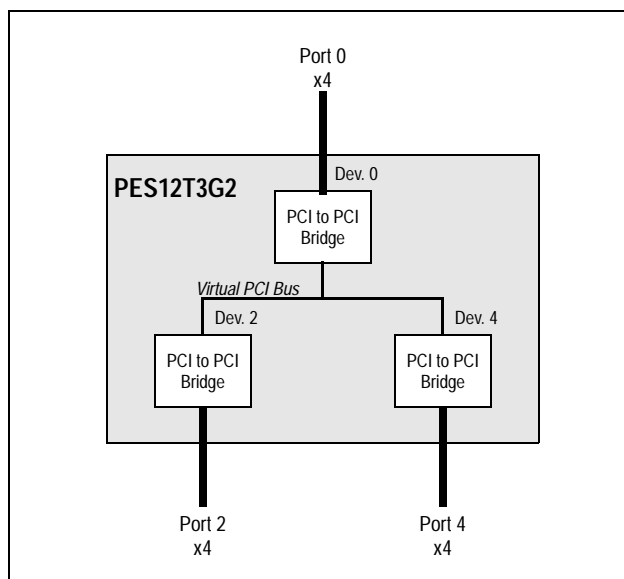 Port 0
x4
Dev. 0
PES12T3G2
PCI to PCI
Bridge
Virtual PCI Bus
Dev. 2
Dev. 4
PCI to PCI
Bridge
PCI to PCI
Bridge
Port 2
x4
Port 4
x4